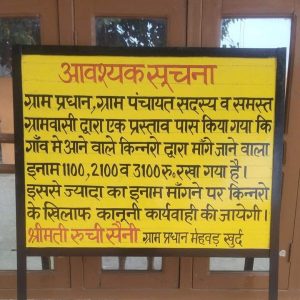 आवश्यक सूचना
ग्राम प्रधान, ग्राम पंचायत सदस्य व समस्त
ग्रामवासी द्वारा एक प्रस्ताव पास किया गया कि
गाँव मे आने वाले किन्नरो द्वारा माँगे जाने वाला
इनाम 1100, 2100 व 3100 रु. रखा गया है।
इससे ज्यादा का इनाम माँगने पर किन्नरो
के खिलाफ कानूनी कार्यवाही की जायेगी।
श्रीमती रुची सैनी ग्राम प्रधान मेहवड़ खुर्द